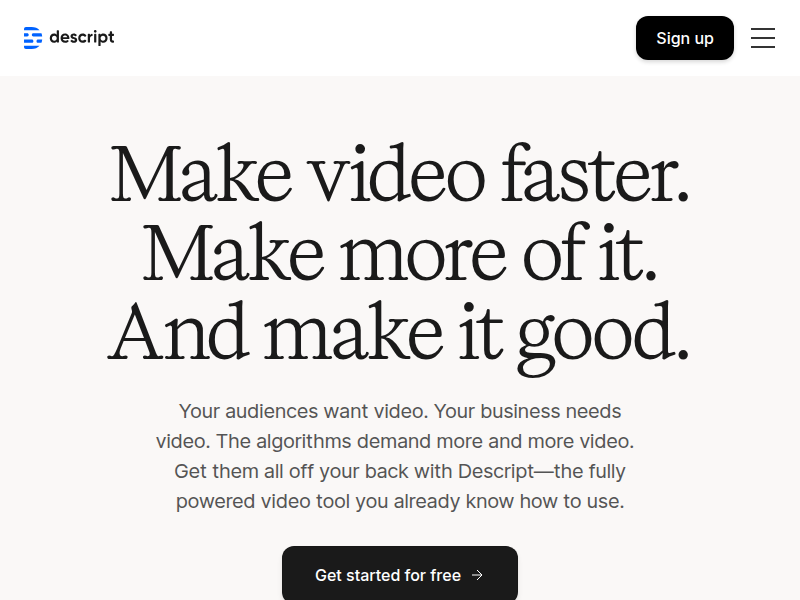 descript
Sign up
Make video faster.
Make more of it.
And make it good.
Your audiences want video. Your business needs
video. The algorithms demand more and more video.
Get them all off your back with Descript—the fully
powered video tool you already know how to use.
Get started for free →